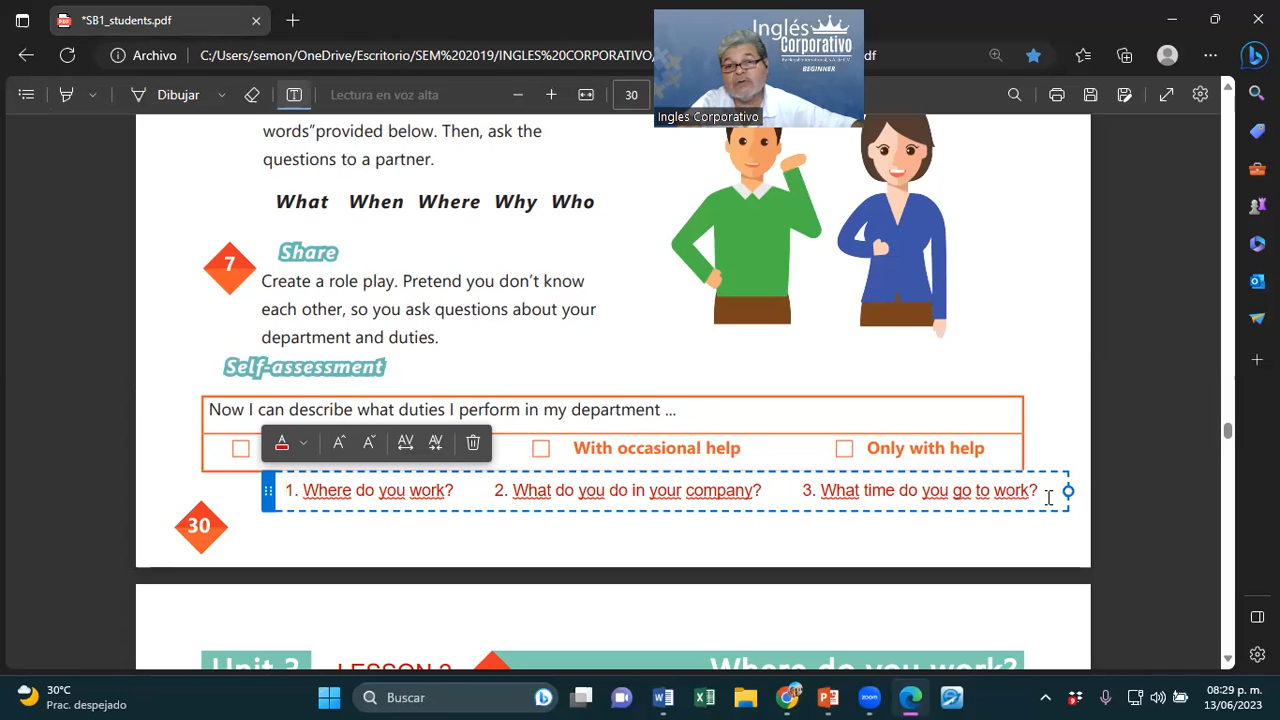 *SB1_students.pdf
Archivo
C:/Users/semon/OneDrive/Escritorio/SEM%202019/INGLES%20CORPORATIVO/
df
Inglés
Corporativo
BEGINNER
Ingles Corporativo
Dibujar
Lectura en voz alta
30
words"provided below. Then, ask the
questions to a partner.
What When Where Why Who
7
Share
Create a role play. Pretend you don't know
each other, so you ask questions about your
department and duties.
Self-assessment
Now I can describe what duties I perform in my department ...
With occasional help
Only with help
1. Where do you work? 2. What do you do in your company? 3. What time do you go to work?
30
Unit 3
LESSON 2
Where do you work?
30°C
Prac. despejado
Buscar
08:29 p. m.
13/06/2023